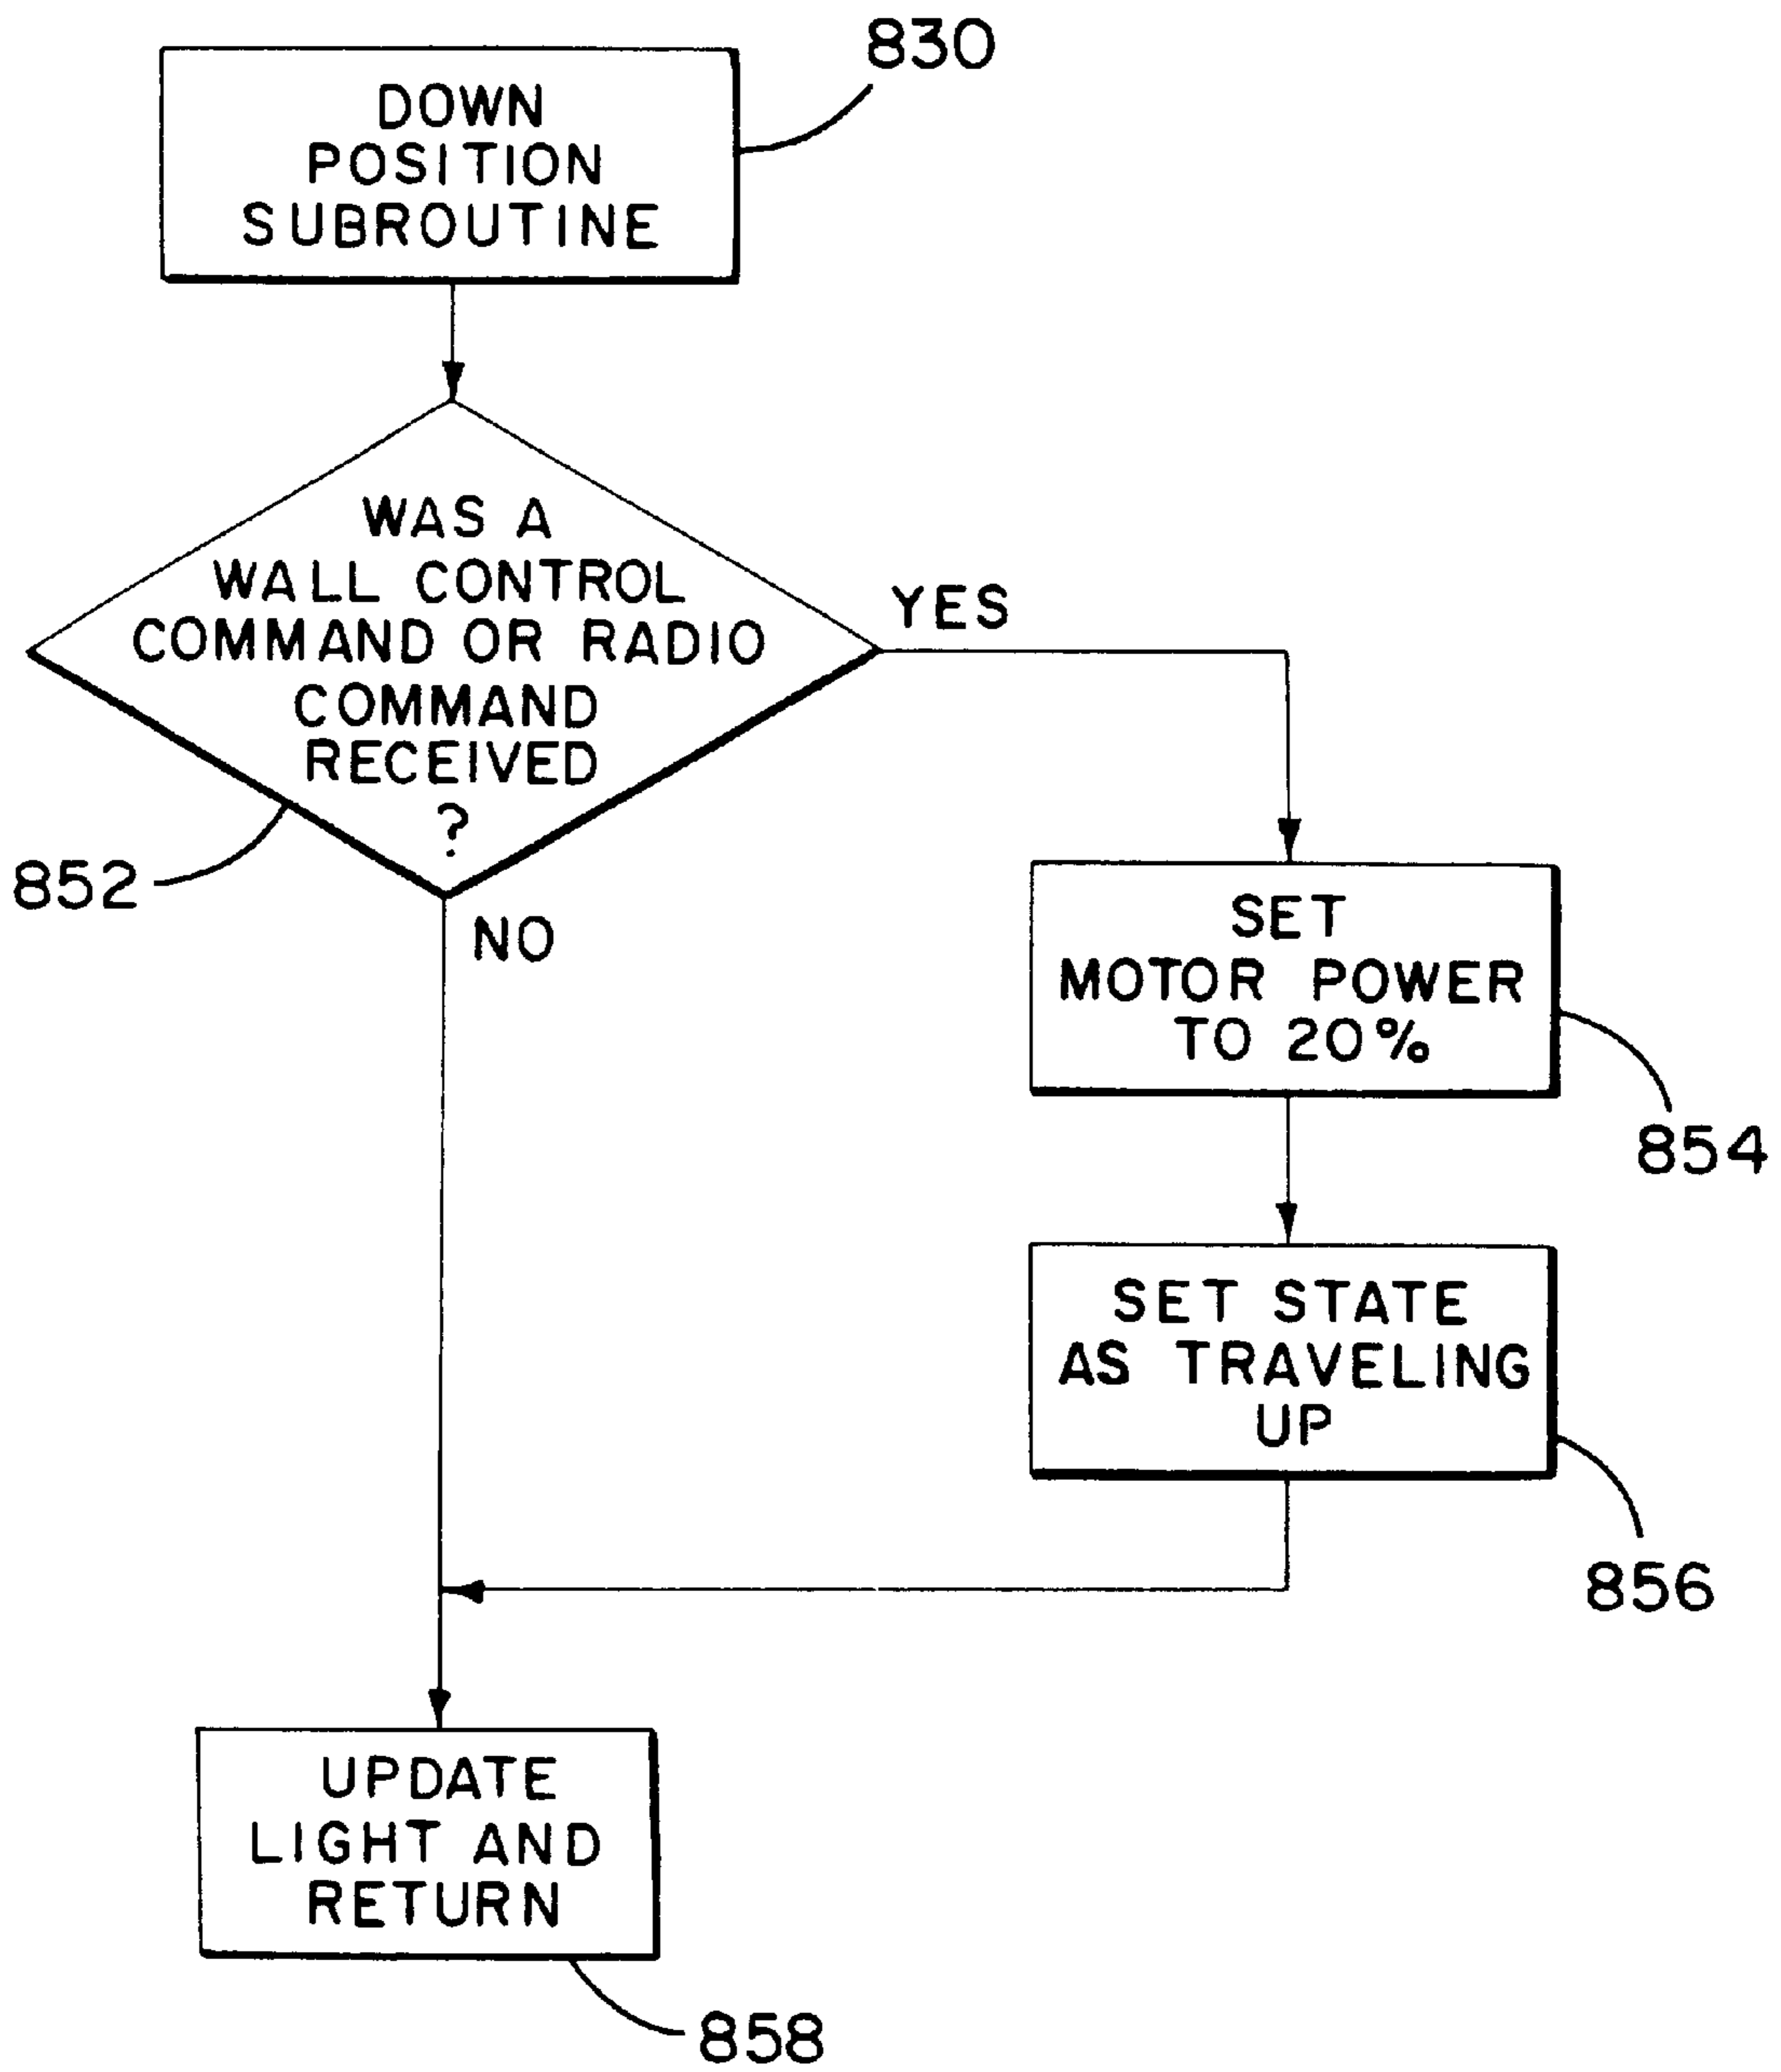 830
DOWN
POSITION
SUBROUTINE
WAS A
WALL CONTROL
COMMAND OR RADIO
COMMAND
RECEIVED
?
YES
852
NO
SET
MOTOR POWER
TO 20%
854
SET STATE
AS TRAVELING
UP
856
UPDATE
LIGHT AND
RETURN
858